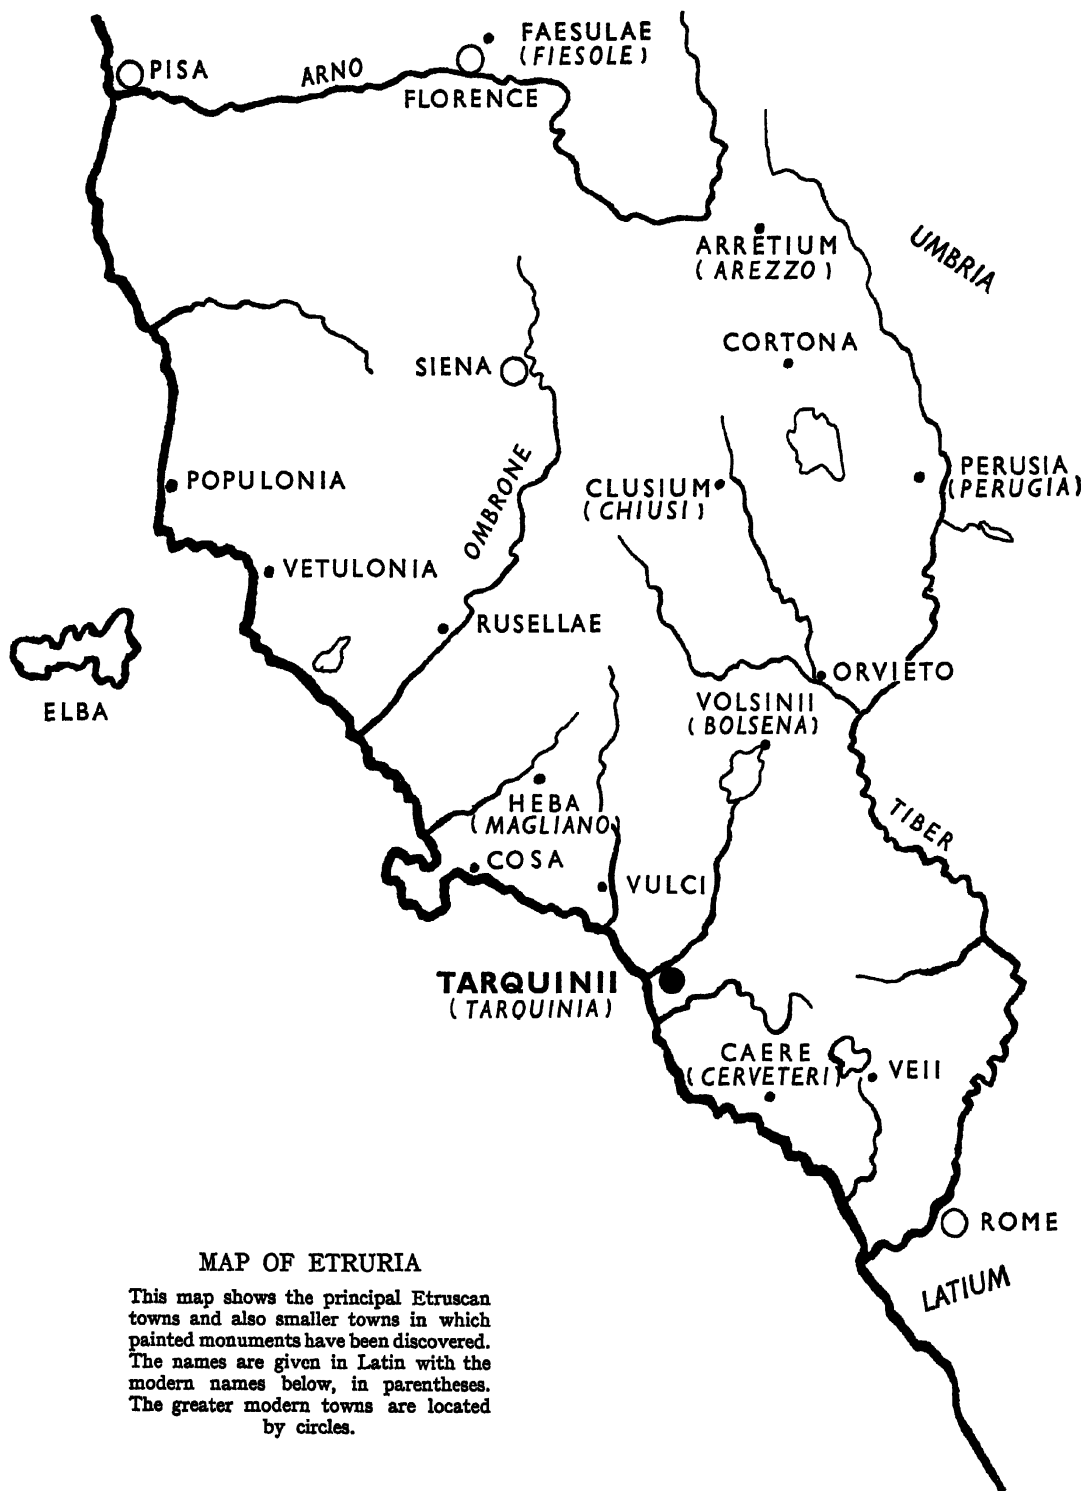 FAESULAE
(FIESOLE)
PISA
ARNO
FLORENCE
ARRETIUM
(AREZZO)
UMBRIA
CORTONA
SIENA
PERUSIA
(PERUGIA)
POPULONIA
CLUSIUM
(CHIUSI)
OMBRONE
VETULONIA
RUSELLAE
ORVIETO
ELBA
VOLSINII
(BOLSENA)
HEBA
(MAGLIANO)
TIBER
COSA
VULCI
TARQUINII
(TARQUINIA)
CAERE
(CERVETERI)
VEII
ROME
LATIUM
MAP OF ETRURIA
This map shows the principal Etruscan
towns and also smaller towns in which
painted monuments have been discovered.
The names are given in Latin with the
modern names below, in parentheses.
The greater modern towns are located
by circles.